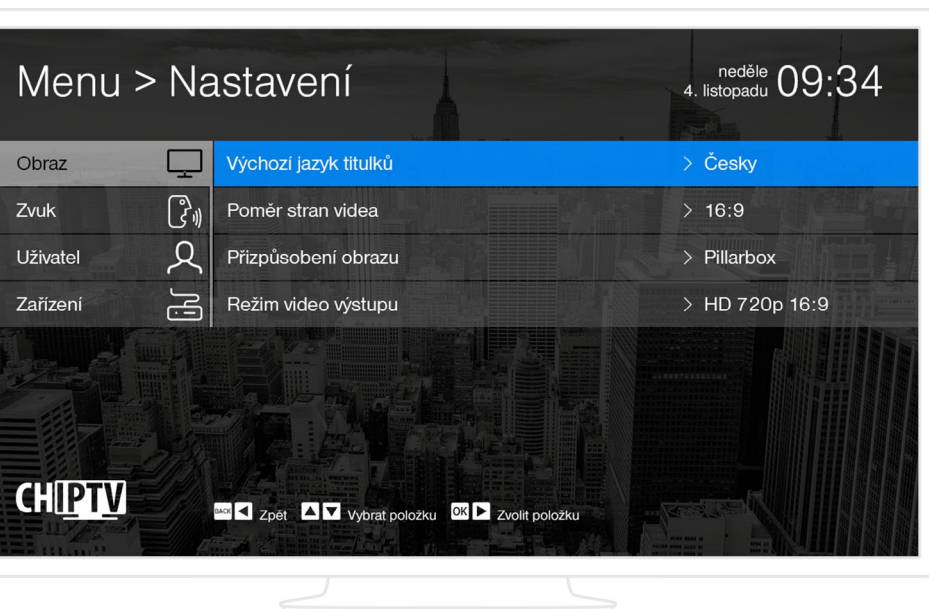 Menu > Nastavení
neděle
4. listopadu 09:34
Obraz
Výchozí jazyk titulků > Česky
Zvuk
Poměr stran videa > 16:9
Uživatel
Přizpůsobení obrazu > Pillarbox
Zařízení
Režim video výstupu > HD 720p 16:9
CHIPTV
BACK Zpět Vybrat položku OK Zvolit položku